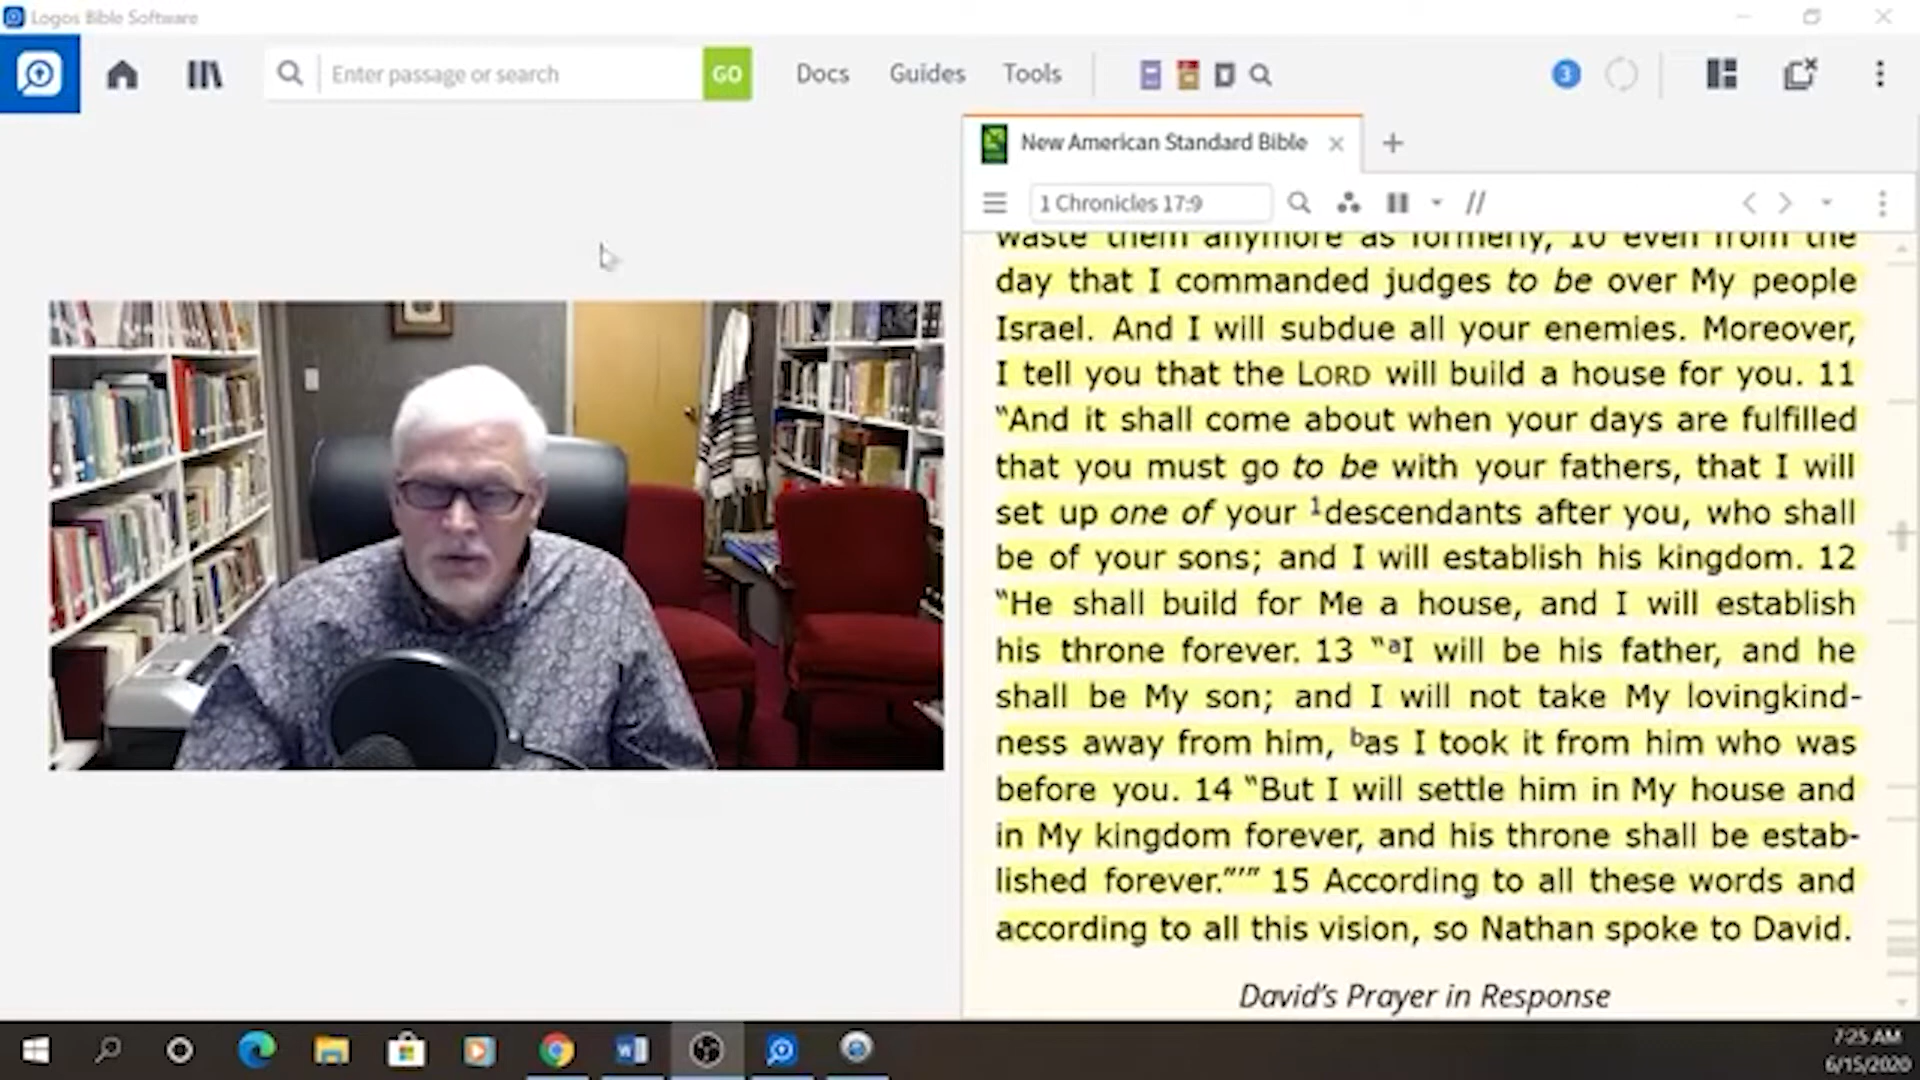 Logos Bible Software
Enter passage or search
GO
Docs
Guides
Tools
3
New American Standard Bible
1 Chronicles 17:9
waste them anymore as formerly, 10 even from the
day that I commanded judges to be over My people
Israel. And I will subdue all your enemies. Moreover,
I tell you that the LORD will build a house for you. 11
“And it shall come about when your days are fulfilled
that you must go to be with your fathers, that I will
set up one of your 1descendants after you, who shall
be of your sons; and I will establish his kingdom. 12
“He shall build for Me a house, and I will establish
his throne forever. 13 “aI will be his father, and he
shall be My son; and I will not take My lovingkind-
ness away from him, bas I took it from him who was
before you. 14 “But I will settle him in My house and
in My kingdom forever, and his throne shall be estab-
lished forever.”’” 15 According to all these words and
according to all this vision, so Nathan spoke to David.
David’s Prayer in Response
7:25 AM
6/15/2020